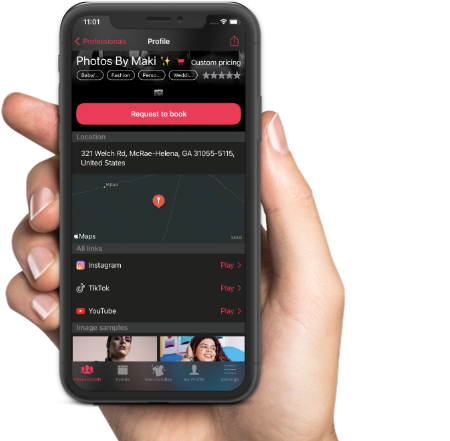 11:01
Professionals Profile
Photos By Maki ✨ Custom pricing
Baby/... Fashion Perso... Weddi...
Request to book
Location
321 Welch Rd, McRae-Helena, GA 31055-5115,
United States
Milan
Maps Legal
All links
Instagram Play
TikTok Play
YouTube Play
Image samples
Professionals Events Merchandise My Profile Settings